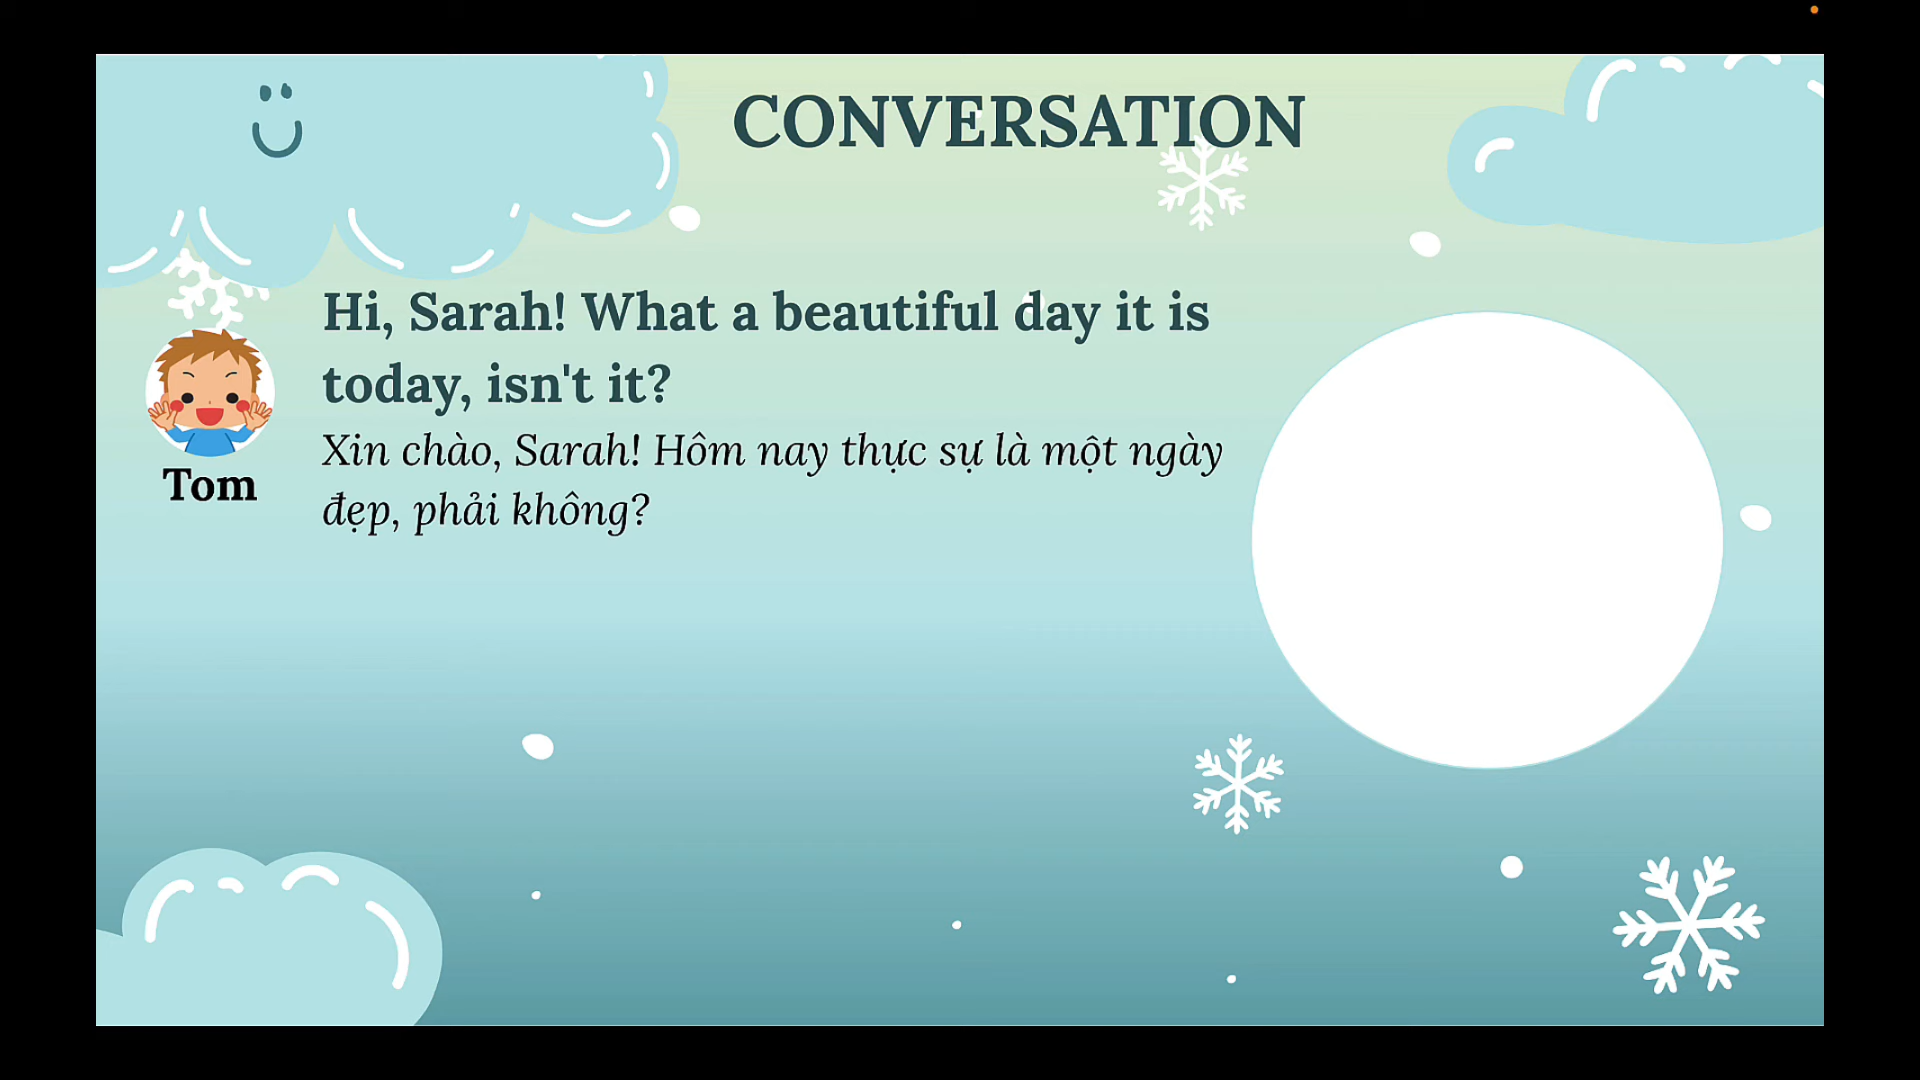 CONVERSATION
Hi, Sarah! What a beautiful day it is
today, isn't it?
Xin chào, Sarah! Hôm nay thực sự là một ngày
đẹp, phải không?
Tom